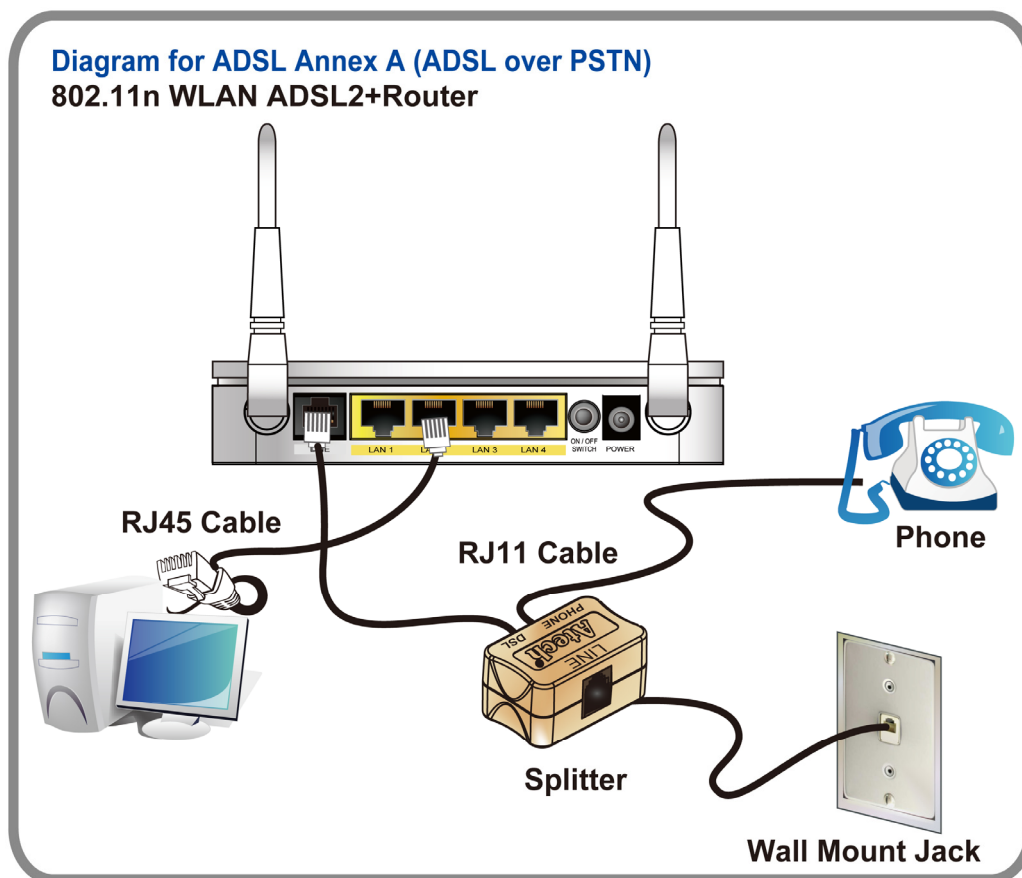 Diagram for ADSL Annex A (ADSL over PSTN)
802.11n WLAN ADSL2+Router
LAN 1
LAN 3
LAN 4
ON / OFF
SWITCH
POWER
RJ45 Cable
RJ11 Cable
Phone
PHONE
DSL
Atech
LINE
Splitter
Wall Mount Jack